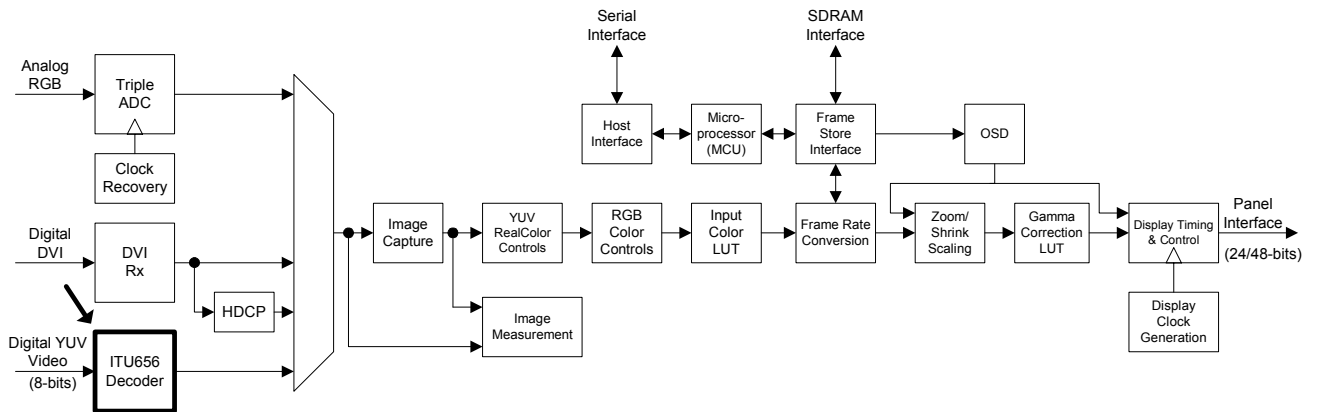 Serial
Interface
SDRAM
Interface
Analog
RGB
Triple
ADC
Clock
Recovery
Host
Interface
Micro-
processor
(MCU)
Frame
Store
Interface
OSD
Digital
DVI
DVI
Rx
HDCP
Image
Capture
YUV
RealColor
Controls
RGB
Color
Controls
Input
Color
LUT
Frame Rate
Conversion
Zoom/
Shrink
Scaling
Gamma
Correction
LUT
Display Timing
& Control
Panel
Interface
(24/48-bits)
Image
Measurement
Display
Clock
Generation
Digital YUV
Video
(8-bits)
ITU656
Decoder